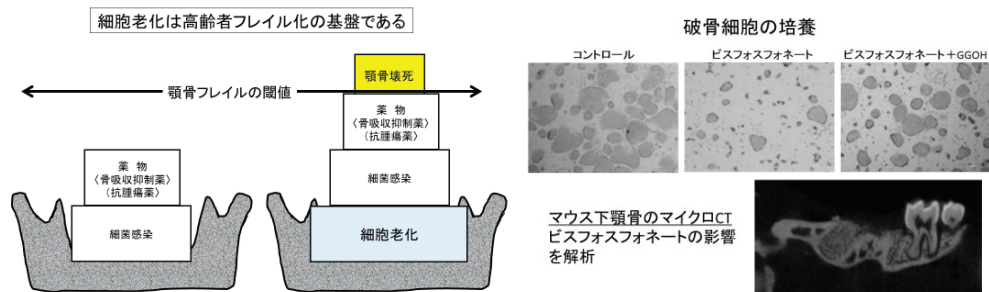 細胞老化は高齢者フレイル化の基盤である
顎骨壊死
顎骨フレイルの閾値
薬　物
〈骨吸収抑制薬〉
（抗腫瘍薬）
細菌感染
薬　物
〈骨吸収抑制薬〉
（抗腫瘍薬）
細菌感染
細胞老化
破骨細胞の培養
コントロール
ビスフォスフォネート
ビスフォスフォネート＋GGOH
マウス下顎骨のマイクロCT
ビスフォスフォネートの影響
を解析